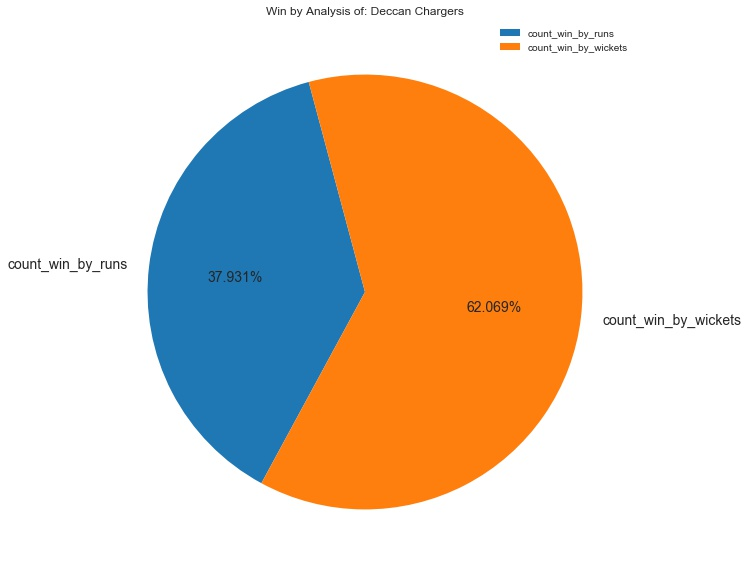 Win by Analysis of: Deccan Chargers
count_win_by_runs
count_win_by_wickets
count_win_by_runs
37.931%
62.069%
count_win_by_wickets